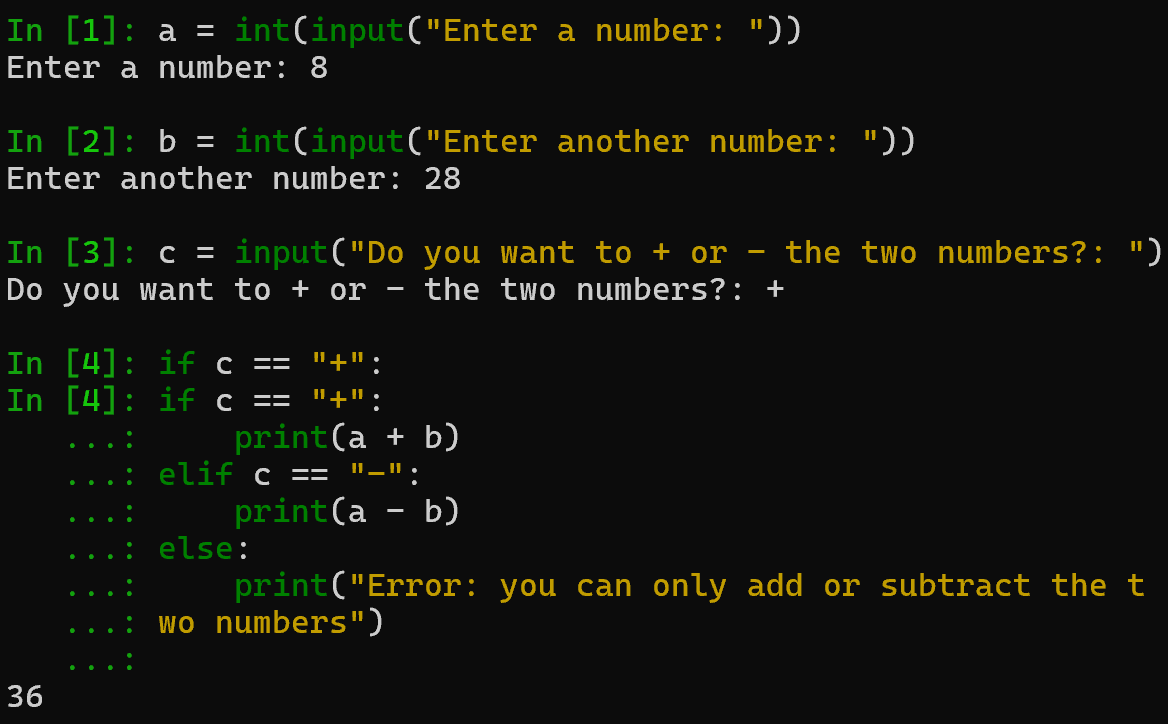 In [1]: a = int(input("Enter a number: "))
Enter a number: 8

In [2]: b = int(input("Enter another number: "))
Enter another number: 28

In [3]: c = input("Do you want to + or - the two numbers?: ")
Do you want to + or - the two numbers?: +

In [4]: if c == "+":
In [4]: if c == "+":
   ...:     print(a + b)
   ...: elif c == "-":
   ...:     print(a - b)
   ...: else:
   ...:     print("Error: you can only add or subtract the t
   ...: wo numbers")
   ...:
36